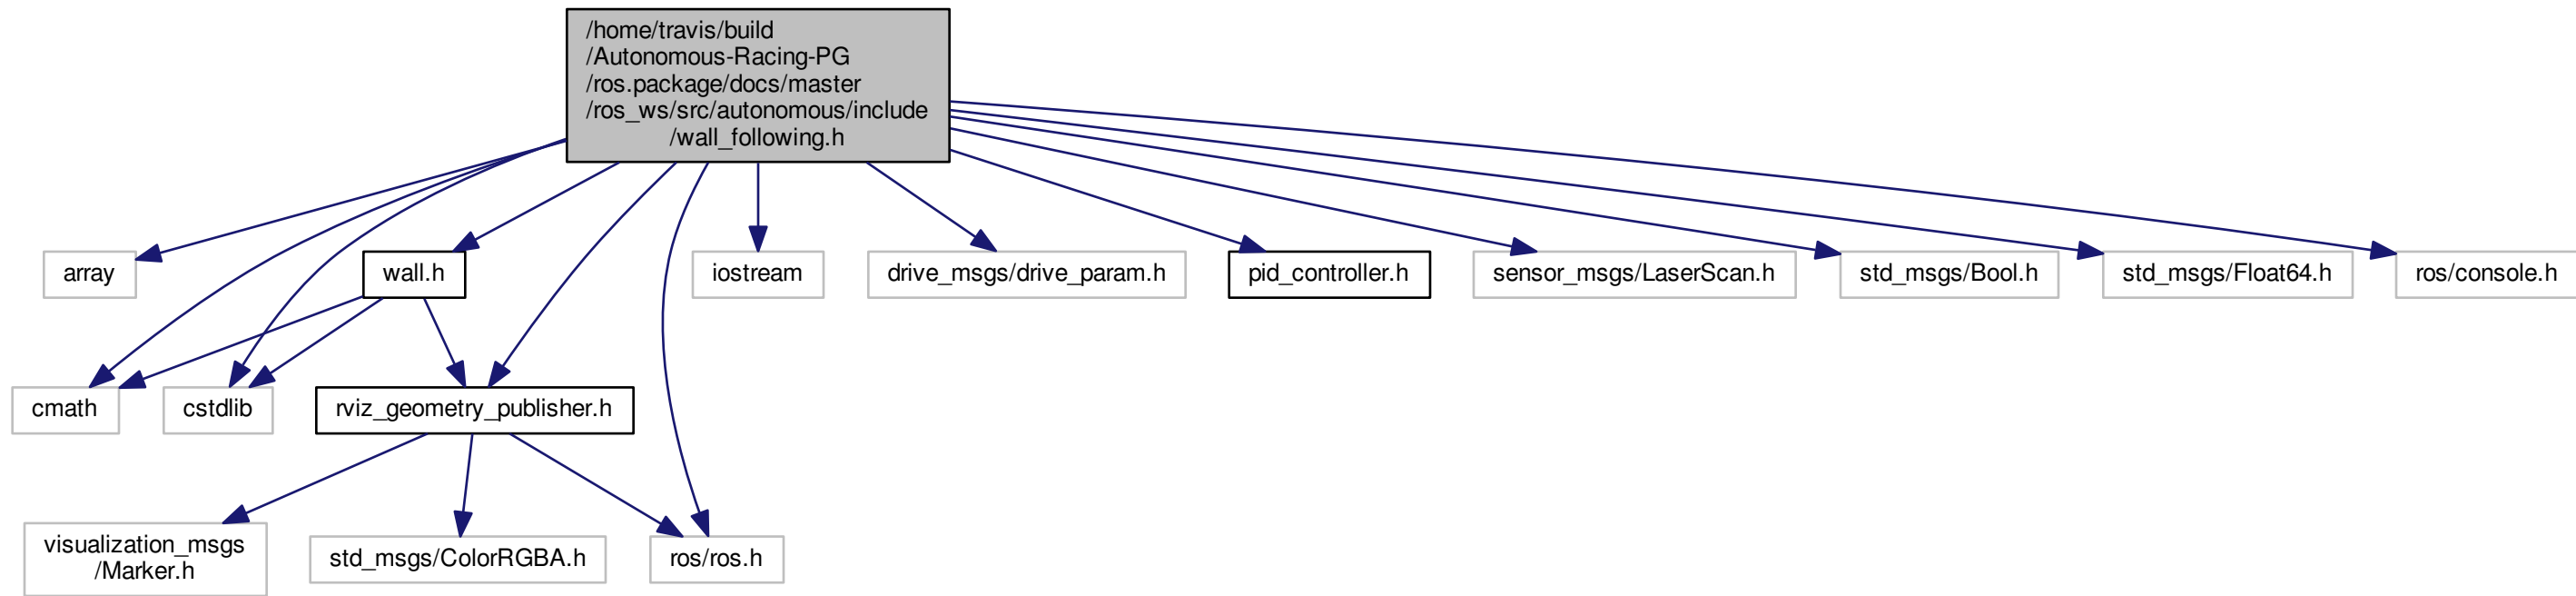 /home/travis/build
/Autonomous-Racing-PG
/ros.package/docs/master
/ros_ws/src/autonomous/include
/wall_following.h
array
wall.h
iostream
drive_msgs/drive_param.h
pid_controller.h
sensor_msgs/LaserScan.h
std_msgs/Bool.h
std_msgs/Float64.h
ros/console.h
cmath
cstdlib
rviz_geometry_publisher.h
visualization_msgs
/Marker.h
std_msgs/ColorRGBA.h
ros/ros.h